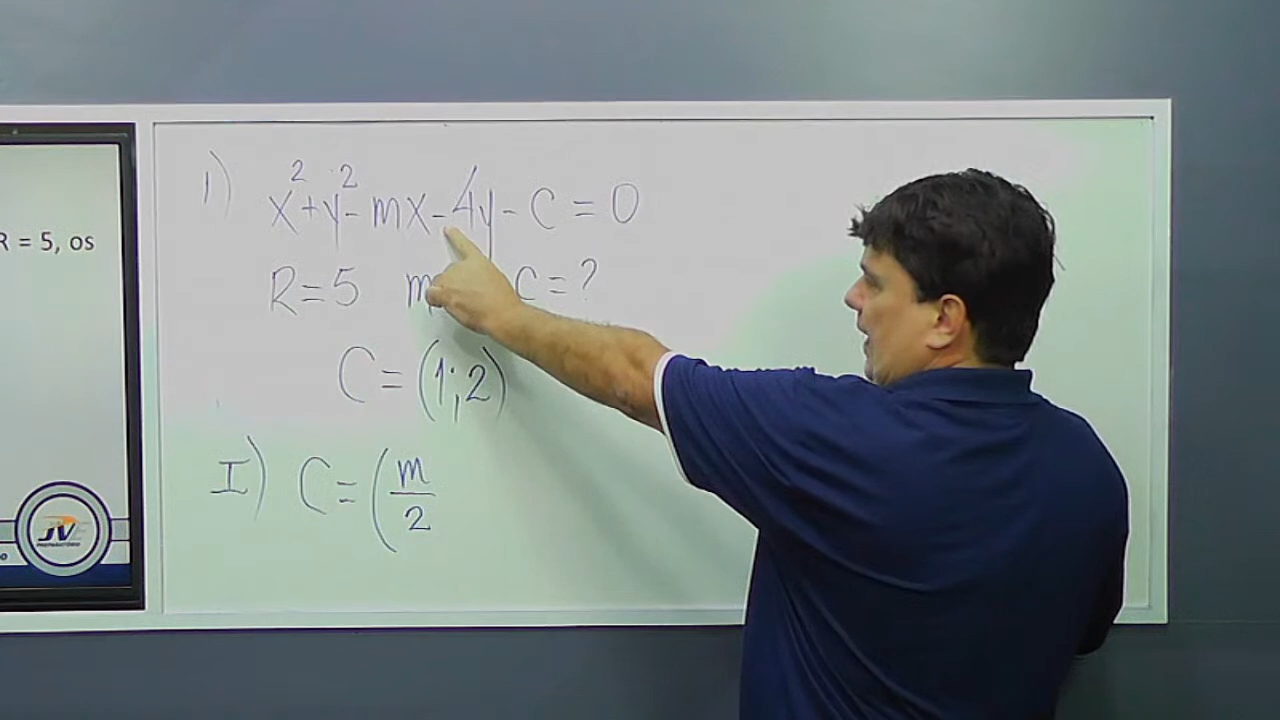 R = 5, os
1) x² + y² - mx - 4y - C = 0
R = 5 m C = ?
C = (1; 2)
I) C = (m/2
JV